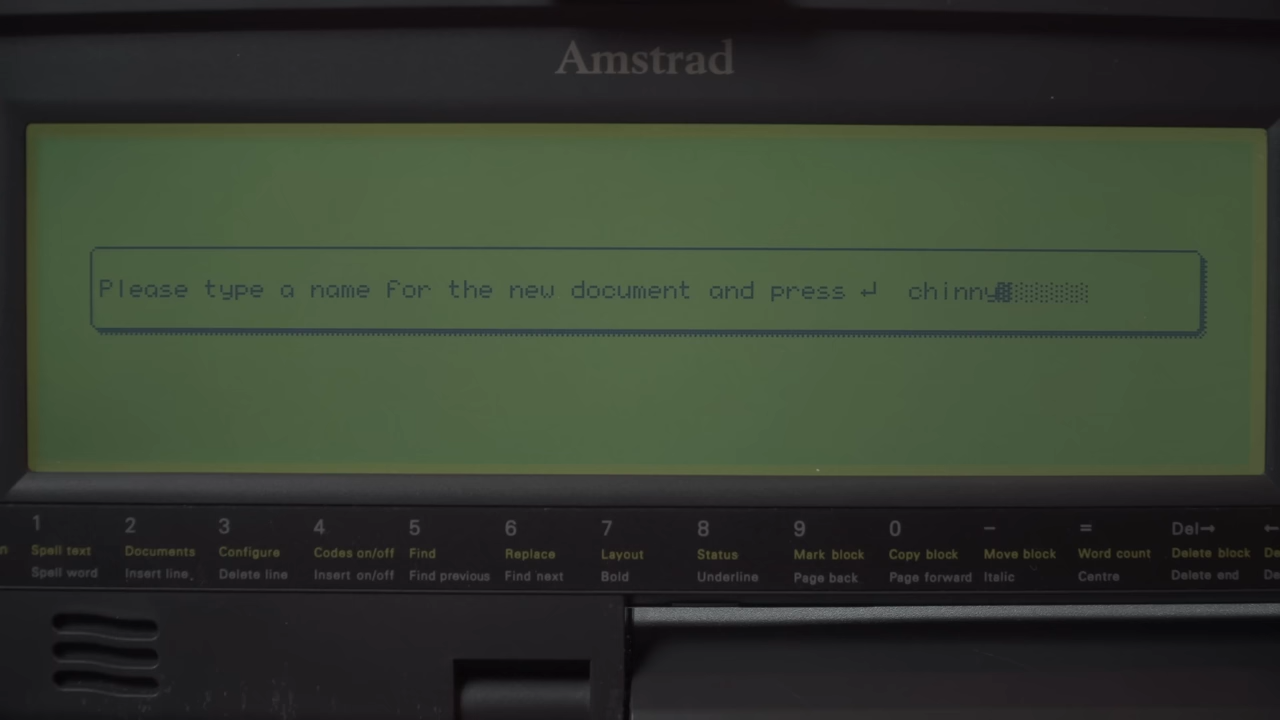 Amstrad
Please type a name for the new document and press ↵ chinny
1 2 3 4 5 6 7 8 9 0 - = Del→ ←
n Spell text Documents Configure Codes on/off Find Replace Layout Status Mark block Copy block Move block Word count Delete block De
Spell word Insert line Delete line Insert on/off Find previous Find next Bold Underline Page back Page forward Italic Centre Delete end De